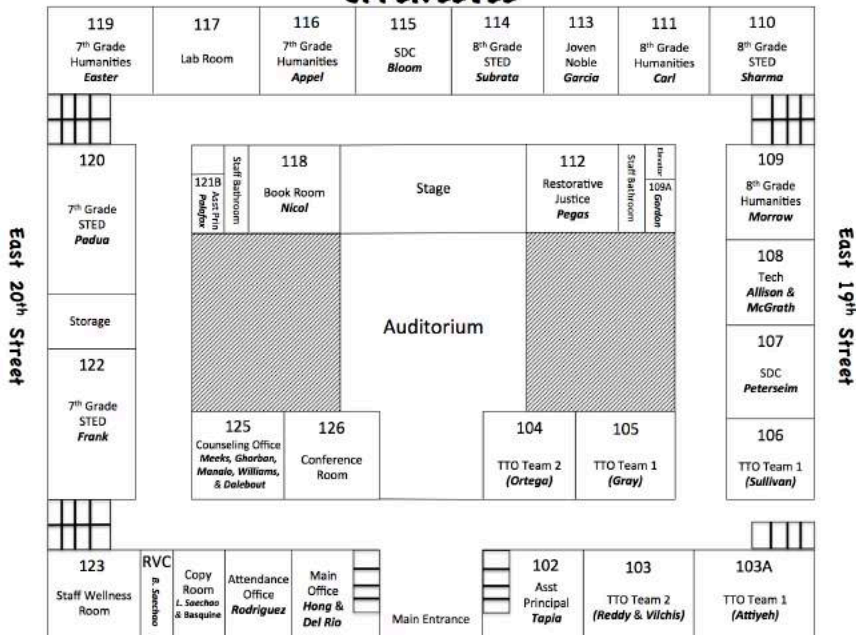 119
7th Grade
Humanities
Easter
117
Lab Room
116
7th Grade
Humanities
Appel
115
SDC
Bloom
114
8th Grade
STED
Subrata
113
Joven
Noble
Garcia
111
8th Grade
Humanities
Carl
110
8th Grade
STED
Sharma
120
7th Grade
STED
Padua
Storage
122
7th Grade
STED
Frank
East 20th Street
121B
Asst Prin
Palafox
Staff Bathroom
118
Book Room
Nicol
Stage
112
Restorative
Justice
Pegas
Staff Bathroom
Elevator
109A
Gordon
109
8th Grade
Humanities
Morrow
108
Tech
Allison &
McGrath
107
SDC
Peterseim
106
TTO Team 1
(Sullivan)
East 19th Street
Auditorium
125
Counseling Office
Meeks, Ghorban,
Manalo, Williams,
& Dalebout
126
Conference
Room
104
TTO Team 2
(Ortega)
105
TTO Team 1
(Gray)
123
Staff Wellness
Room
RVC
B. Saechao
Copy
Room
L. Saechao
& Basquine
Attendance
Office
Rodriguez
Main
Office
Hong &
Del Rio
Main Entrance
102
Asst
Principal
Tapia
103
TTO Team 2
(Reddy & Vilchis)
103A
TTO Team 1
(Attiyeh)